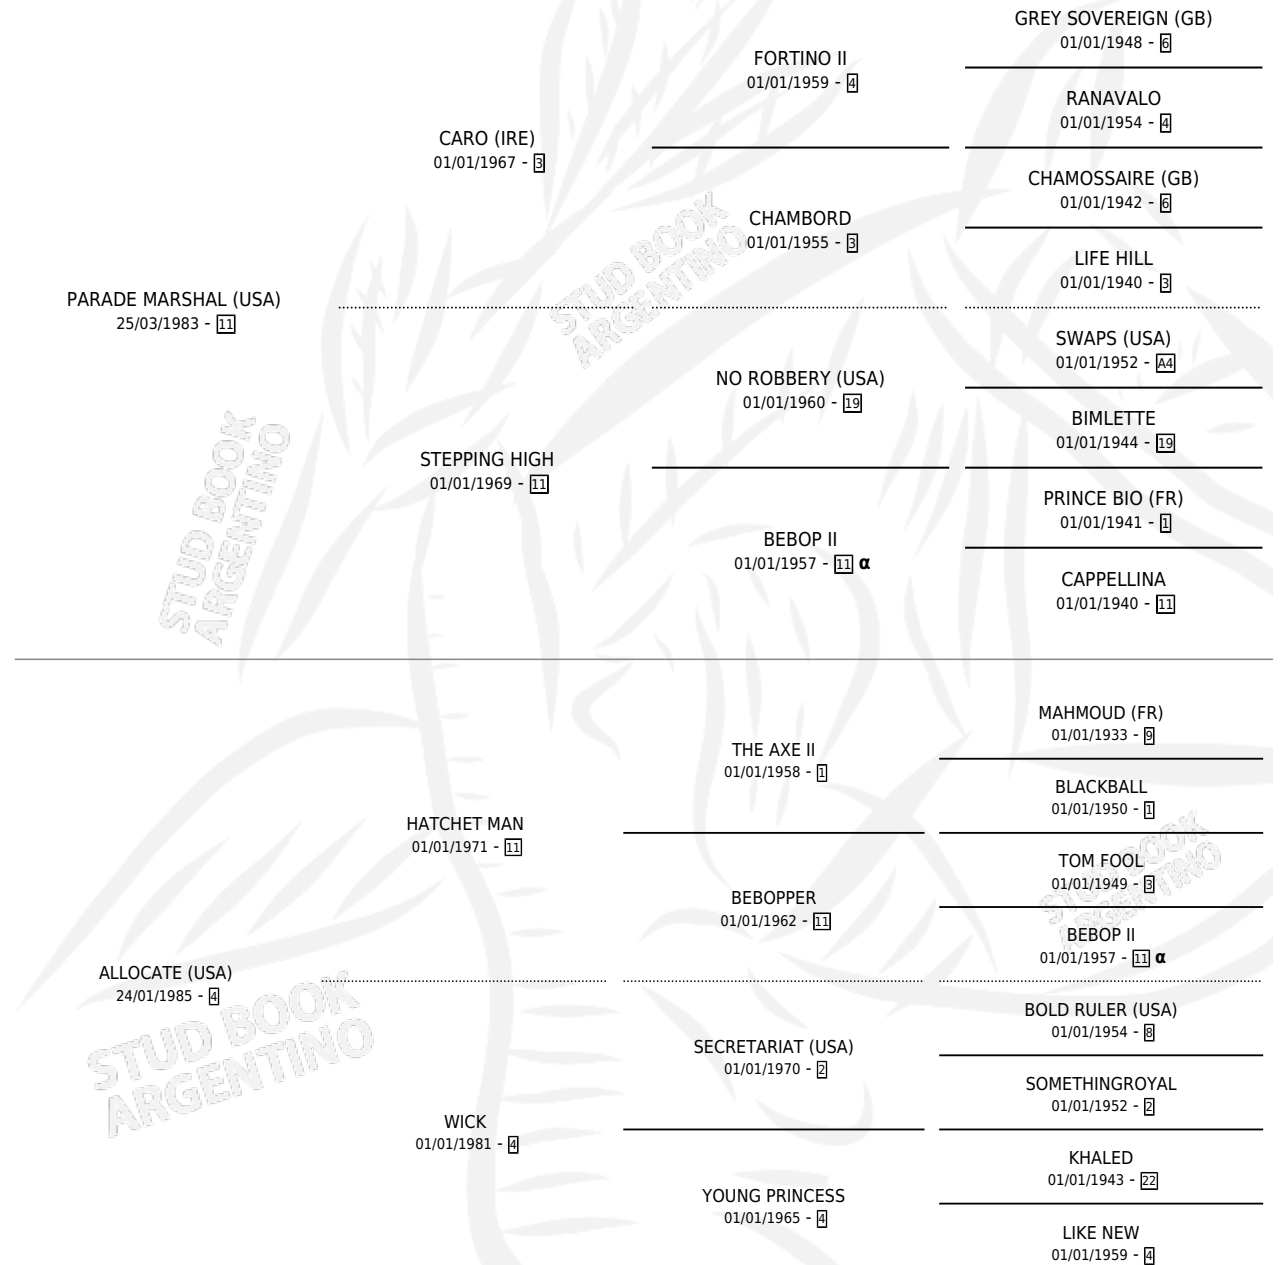 GREY SOVEREIGN (GB)
01/01/1948 - 6
FORTINO II
01/01/1959 - 4
RANAVALO
01/01/1954 - 4
CARO (IRE)
01/01/1967 - 3
CHAMOSSAIRE (GB)
01/01/1942 - 6
CHAMBORD
01/01/1955 - 3
LIFE HILL
01/01/1940 - 3
PARADE MARSHAL (USA)
25/03/1983 - 11
STUD BOOK
ARGENTINO
SWAPS (USA)
01/01/1952 - A4
NO ROBBERY (USA)
01/01/1960 - 19
BIMLETTE
01/01/1944 - 19
STEPPING HIGH
01/01/1969 - 11
PRINCE BIO (FR)
01/01/1941 - 1
BEBOP II
01/01/1957 - 11 α
CAPPELLINA
01/01/1940 - 11
STUD BOOK
ARGENTINO
MAHMOUD (FR)
01/01/1933 - 9
THE AXE II
01/01/1958 - 1
BLACKBALL
01/01/1950 - 1
HATCHET MAN
01/01/1971 - 11
TOM FOOL
01/01/1949 - 3
STUD BOOK
ARGENTINO
BEBOPPER
01/01/1962 - 11
BEBOP II
01/01/1957 - 11 α
ALLOCATE (USA)
24/01/1985 - 4
STUD BOOK
ARGENTINO
BOLD RULER (USA)
01/01/1954 - 8
SECRETARIAT (USA)
01/01/1970 - 2
SOMETHINGROYAL
01/01/1952 - 2
WICK
01/01/1981 - 4
KHALED
01/01/1943 - 22
YOUNG PRINCESS
01/01/1965 - 4
LIKE NEW
01/01/1959 - 4